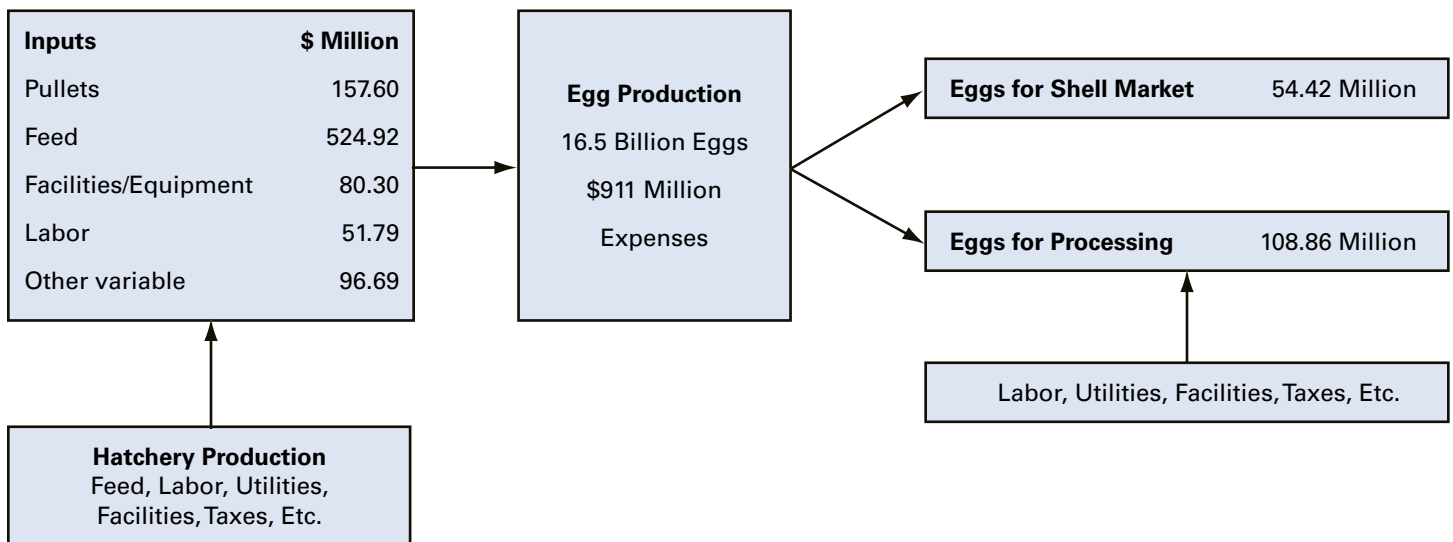 Inputs $ Million
Pullets 157.60
Feed 524.92
Facilities/Equipment 80.30
Labor 51.79
Other variable 96.69
Hatchery Production
Feed, Labor, Utilities,
Facilities, Taxes, Etc.
Egg Production
16.5 Billion Eggs
$911 Million
Expenses
Eggs for Shell Market 54.42 Million
Eggs for Processing 108.86 Million
Labor, Utilities, Facilities, Taxes, Etc.